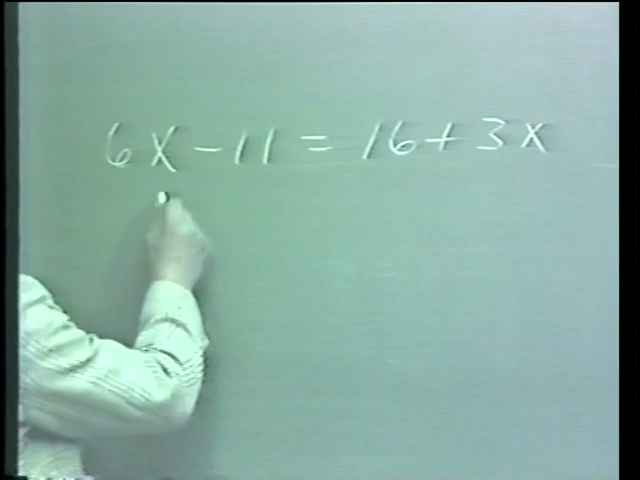 6x - 11 = 16 + 3x